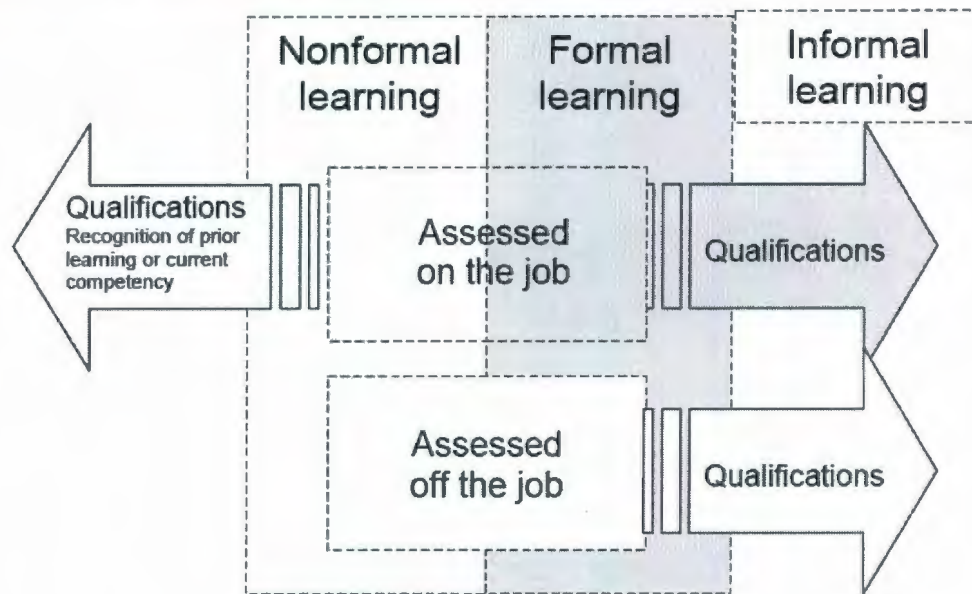 Nonformal
learning
Formal
learning
Informal
learning
Qualifications
Recognition of prior
learning or current
competency
Assessed
on the job
Qualifications
Assessed
off the job
Qualifications